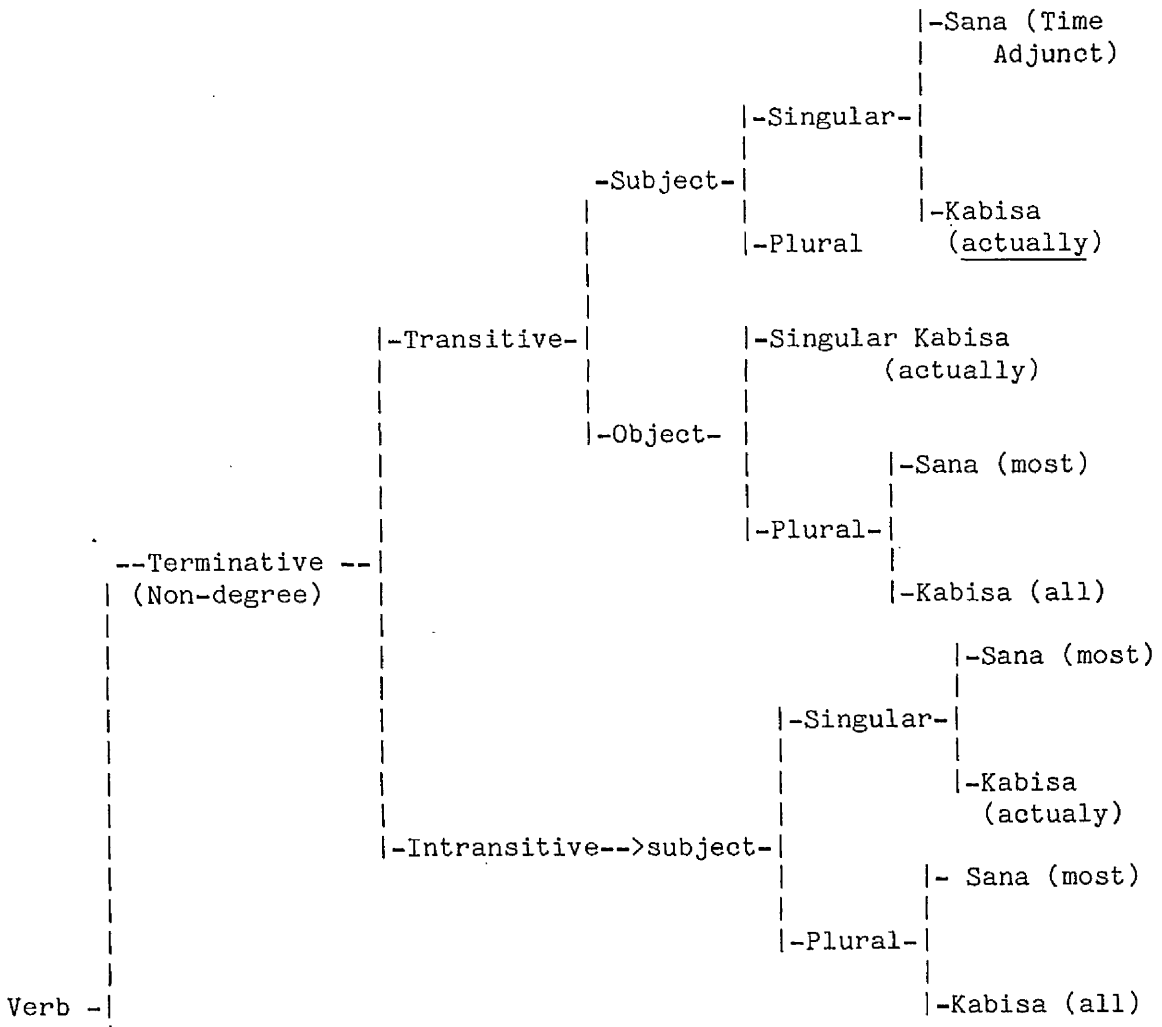 |-Sana (Time
Adjunct)
|-Singular-|
-Subject-|
|-Kabisa
|-Plural (actually)
|-Transitive-| |-Singular Kabisa
(actually)
|-Object-
|-Sana (most)
|-Plural-|
--Terminative --|
(Non-degree) |-Kabisa (all)
|-Sana (most)
|-Singular-|
|-Kabisa
(actualy)
|-Intransitive-->subject-|
|- Sana (most)
|-Plural-|
Verb -| |-Kabisa (all)